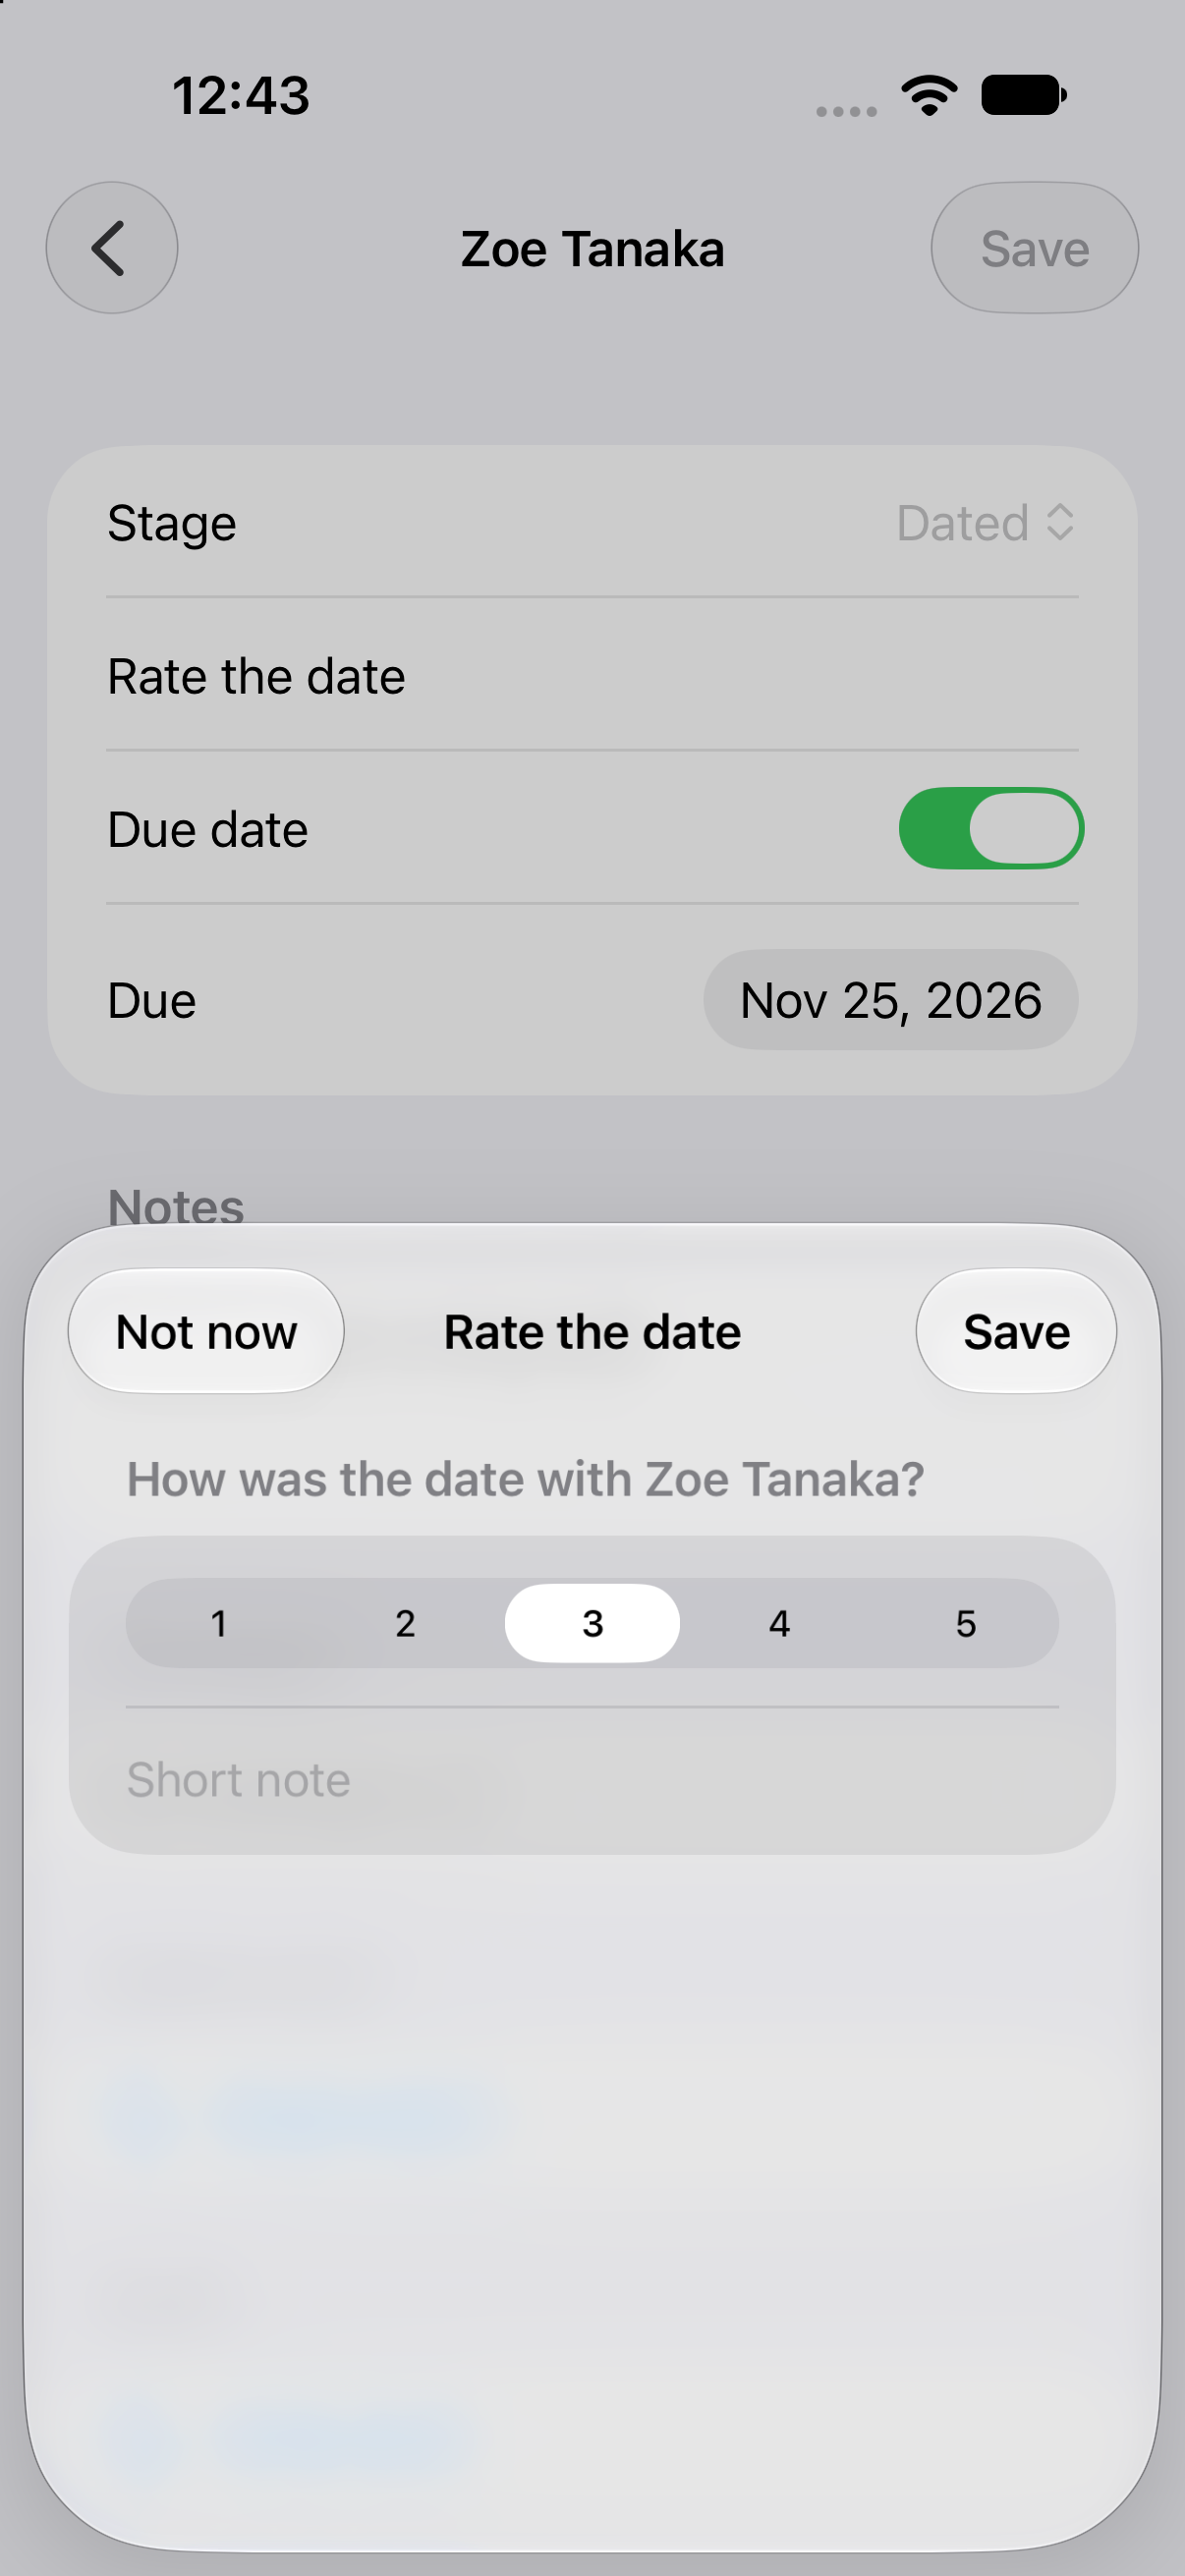 12:43
Zoe Tanaka
Save
Stage
Dated
Rate the date
Due date
Due
Nov 25, 2026
Notes
Not now
Rate the date
Save
How was the date with Zoe Tanaka?
1 2 3 4 5
Short note